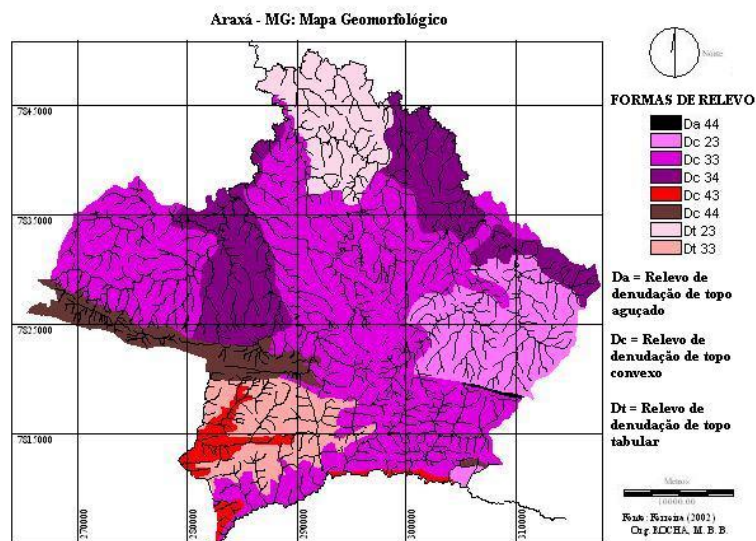 Araxá - MG: Mapa Geomorfológico
Norte
FORMAS DE RELEVO
Da 44
Dc 23
Dc 33
Dc 34
Dc 43
Dc 44
Dt 23
Dt 33
Da = Relevo de
denudação de topo
aguçado
Dc = Relevo de
denudação de topo
convexo
Dt = Relevo de
denudação de topo
tabular
Metros
10000.00
Fonte: Ferreira (2002)
Org. ROCHA, M. B. B.
7845000
7835000
7825000
7815000
270000
280000
290000
300000
310000